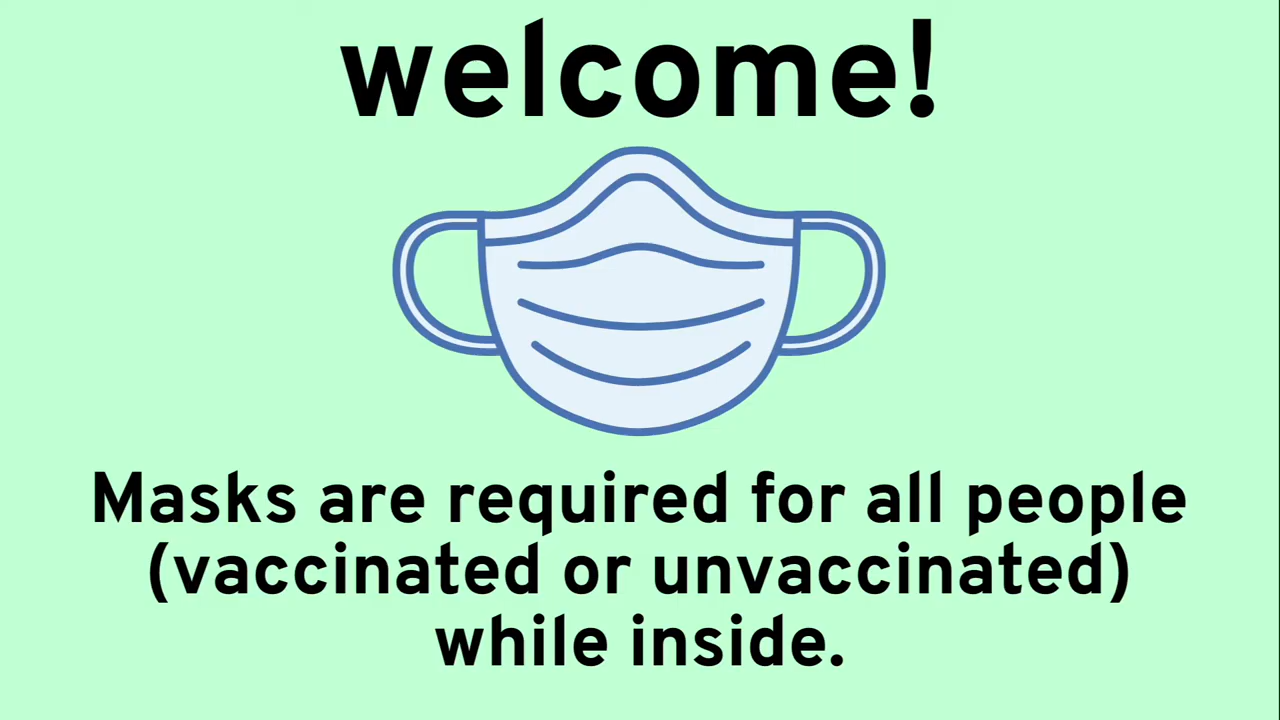 welcome!
Masks are required for all people
(vaccinated or unvaccinated)
while inside.